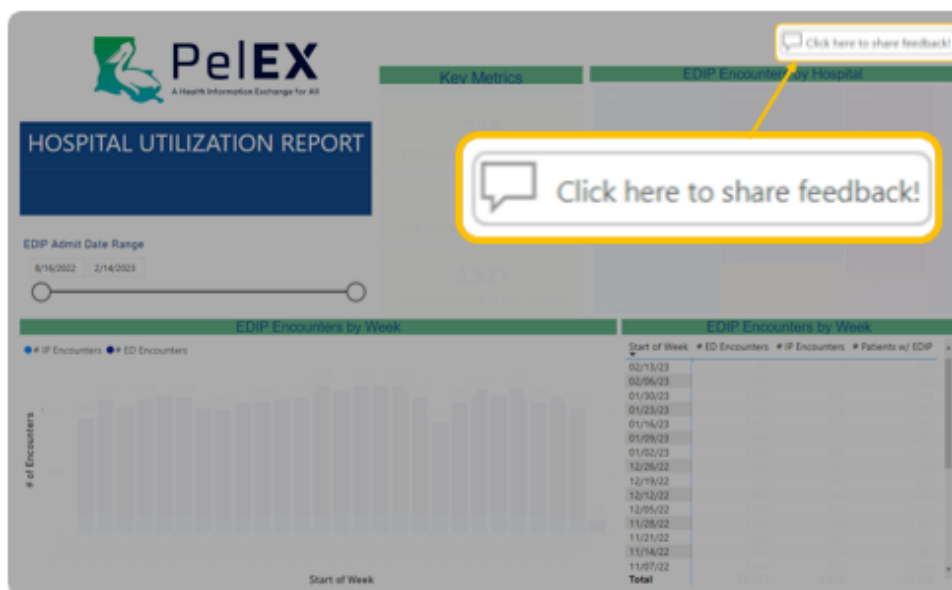 Click here to share feedback!
PelEX
A Health Information Exchange for All
Key Metrics
EDIP Encounters by Hospital
HOSPITAL UTILIZATION REPORT
Click here to share feedback!
EDIP Admit Date Range
8/16/2022 2/14/2023
4,521
EDIP Encounters by Week
EDIP Encounters by Week
# IP Encounters # ED Encounters
Start of Week # ED Encounters # IP Encounters # Patients w/ EDIP
02/13/23
02/06/23
01/30/23
01/23/23
01/16/23
01/09/23
01/02/23
12/26/22
12/19/22
12/12/22
12/05/22
11/28/22
11/21/22
11/14/22
11/07/22
Total
# of Encounters
Start of Week